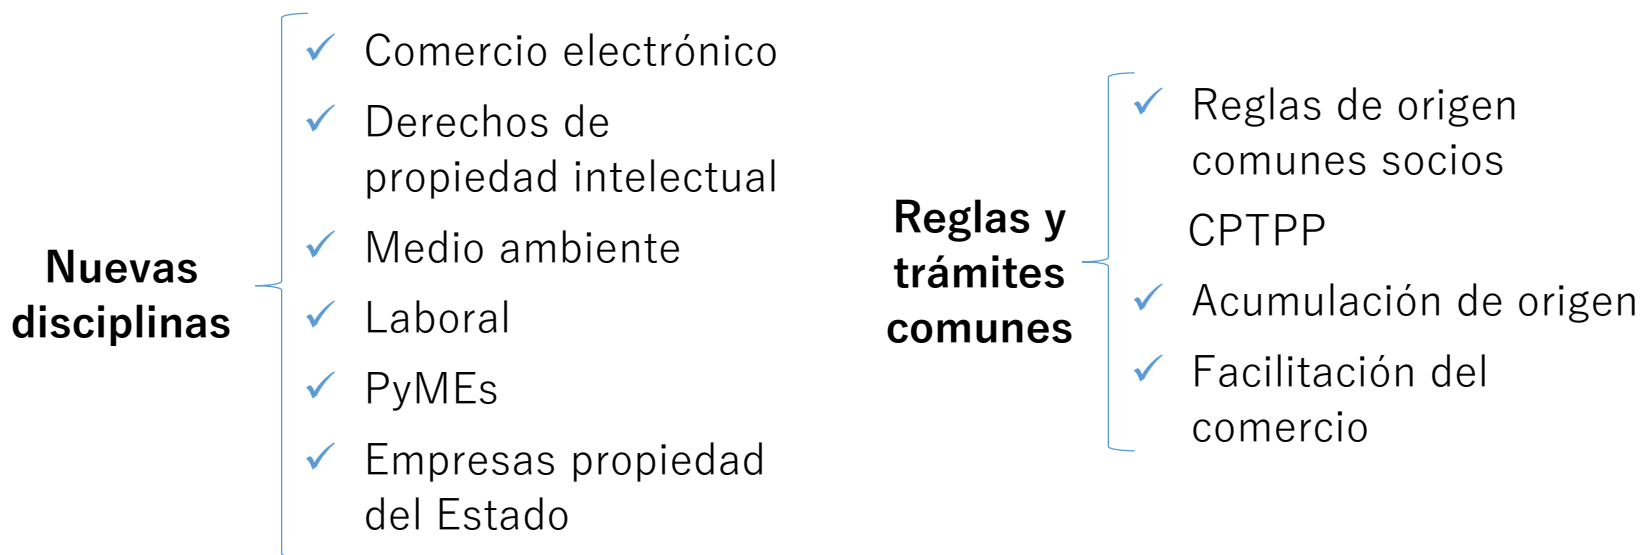 Nuevas
disciplinas
Comercio electrónico
Derechos de
propiedad intelectual
Medio ambiente
Laboral
PyMEs
Empresas propiedad
del Estado
Reglas y
trámites
comunes
Reglas de origen
comunes socios
CPTPP
Acumulación de origen
Facilitación del
comercio